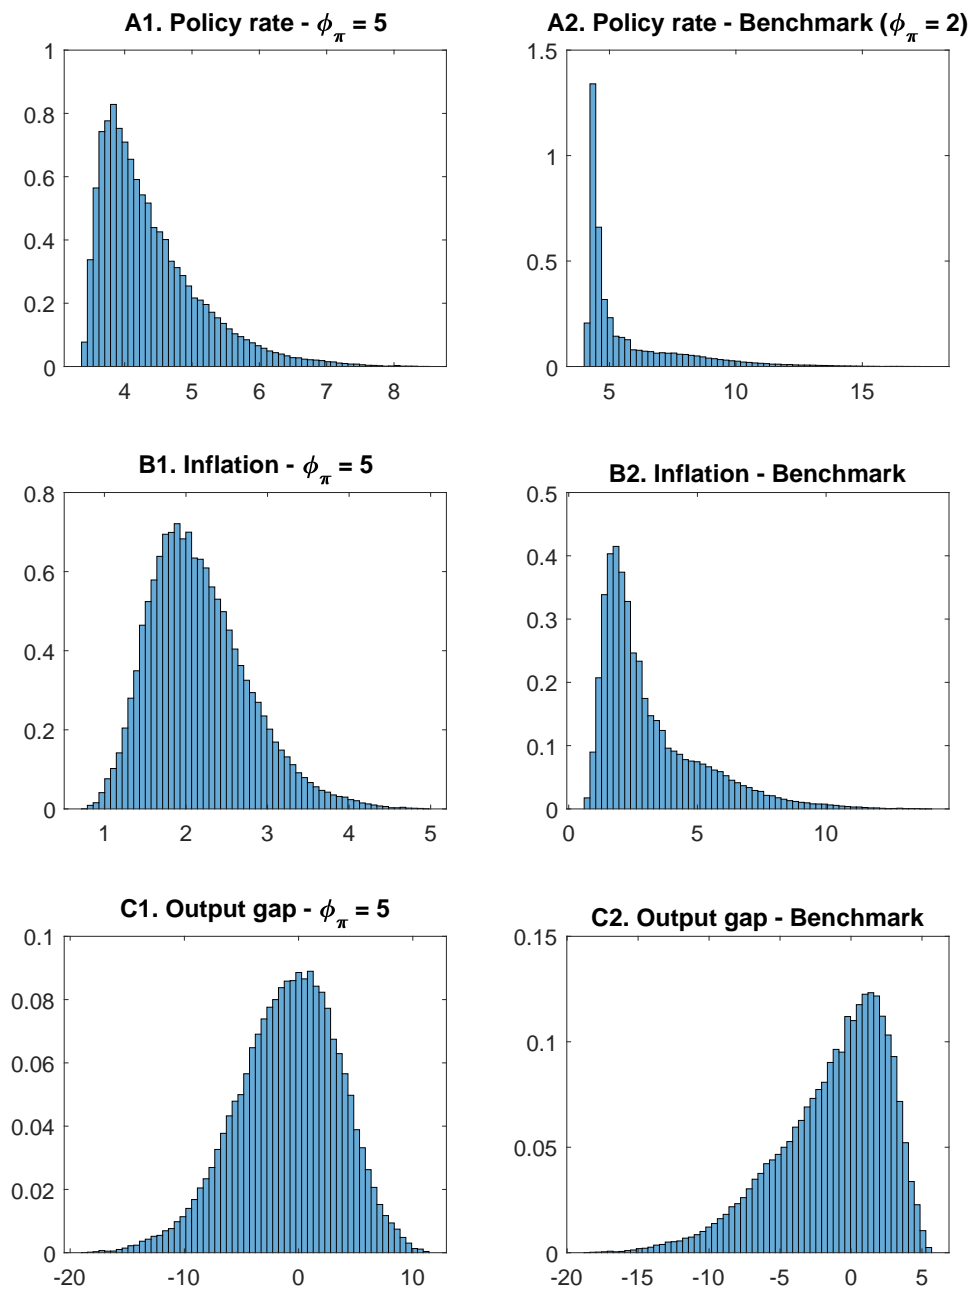 A1. Policy rate - ϕπ = 5
1
0.8
0.6
0.4
0.2
0
4 5 6 7 8
A2. Policy rate - Benchmark (ϕπ = 2)
1.5
1
0.5
0
5 10 15
B1. Inflation - ϕπ = 5
0.8
0.6
0.4
0.2
0
1 2 3 4 5
B2. Inflation - Benchmark
0.5
0.4
0.3
0.2
0.1
0
0 5 10
C1. Output gap - ϕπ = 5
0.1
0.08
0.06
0.04
0.02
0
-20 -10 0 10
C2. Output gap - Benchmark
0.15
0.1
0.05
0
-20 -15 -10 -5 0 5